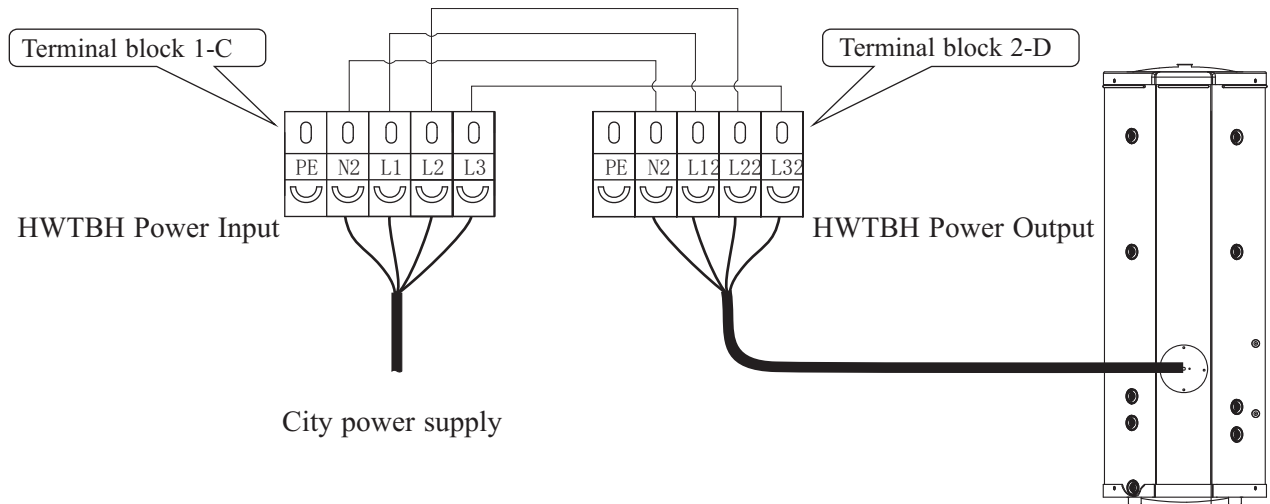 Terminal block 1-C
Terminal block 2-D
PE N2 L1 L2 L3
PE N2 L12 L22 L32
HWTBH Power Input
HWTBH Power Output
City power supply